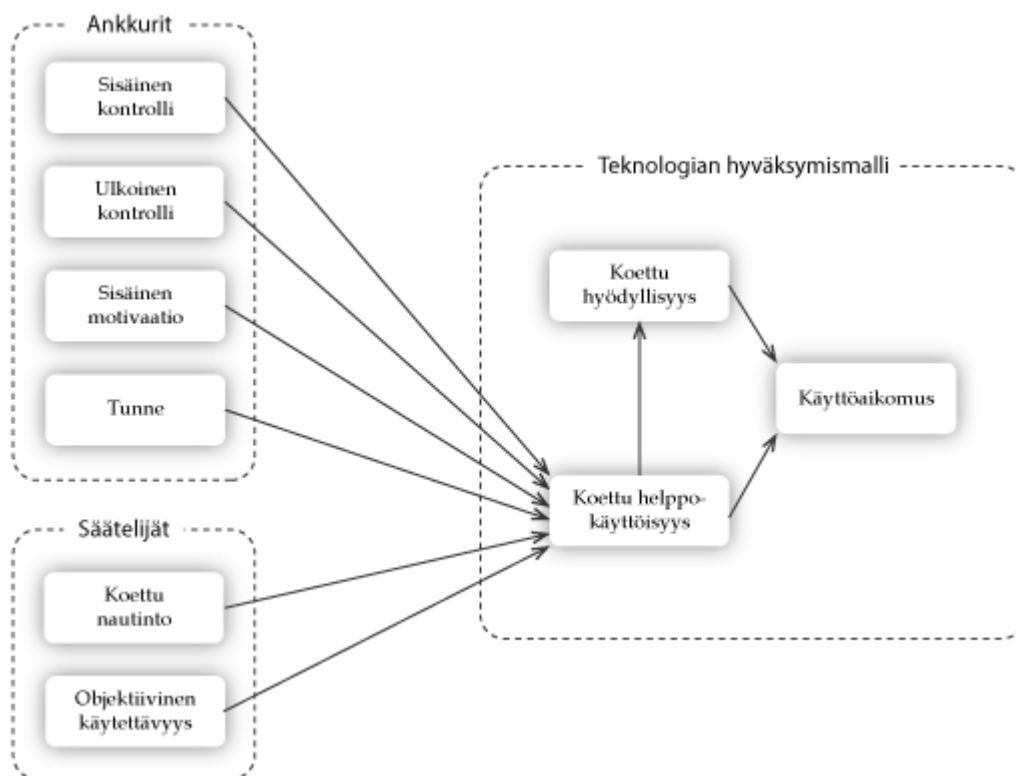 Ankkurit
Sisäinen
kontrolli
Ulkoinen
kontrolli
Sisäinen
motivaatio
Tunne
Säätelijät
Koettu
nautinto
Objektiivinen
käytettävyys
Teknologian hyväksymismalli
Koettu
hyödyllisyys
Käyttöaikomus
Koettu helppo-
käyttöisyys